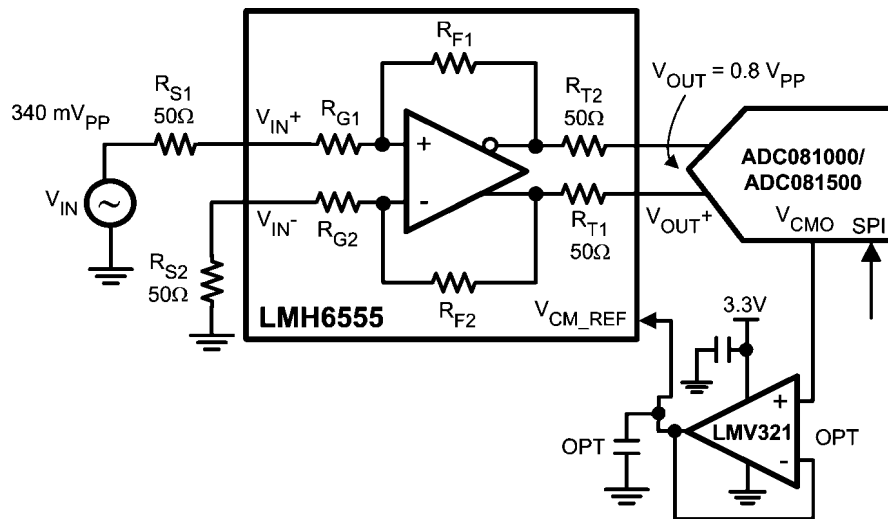 R_F1
V_OUT = 0.8 V_PP
R_T2
50Ω
R_S1
50Ω
340 mV_PP
V_IN+
R_G1
+
ADC081000/
ADC081500
V_IN
~
-
V_IN-
R_G2
V_OUT+
V_CMO
SPI
R_T1
50Ω
R_S2
50Ω
R_F2
LMH6555
V_CM_REF
3.3V
+
LMV321
OPT
-
OPT